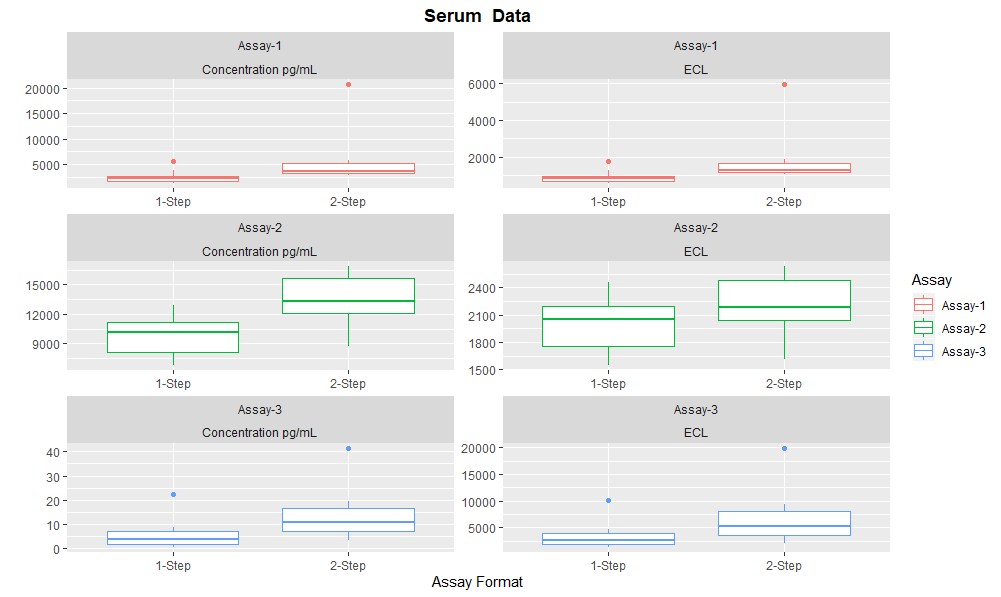 Serum  Data
Assay-1
Concentration pg/mL
20000
15000
10000
5000
1-Step 2-Step
Assay-1
ECL
6000
4000
2000
1-Step 2-Step
Assay-2
Concentration pg/mL
15000
12000
9000
1-Step 2-Step
Assay-2
ECL
2400
2100
1800
1500
1-Step 2-Step
Assay-3
Concentration pg/mL
40
30
20
10
0
1-Step 2-Step
Assay-3
ECL
20000
15000
10000
5000
1-Step 2-Step
Assay Format
Assay
Assay-1
Assay-2
Assay-3